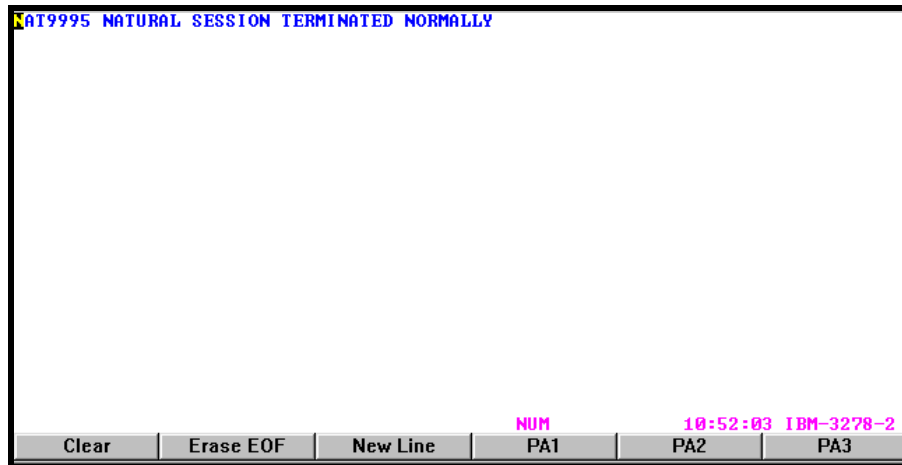 NAT9995 NATURAL SESSION TERMINATED NORMALLY
NUM 10:52:03 IBM-3278-2
Clear Erase EOF New Line PA1 PA2 PA3